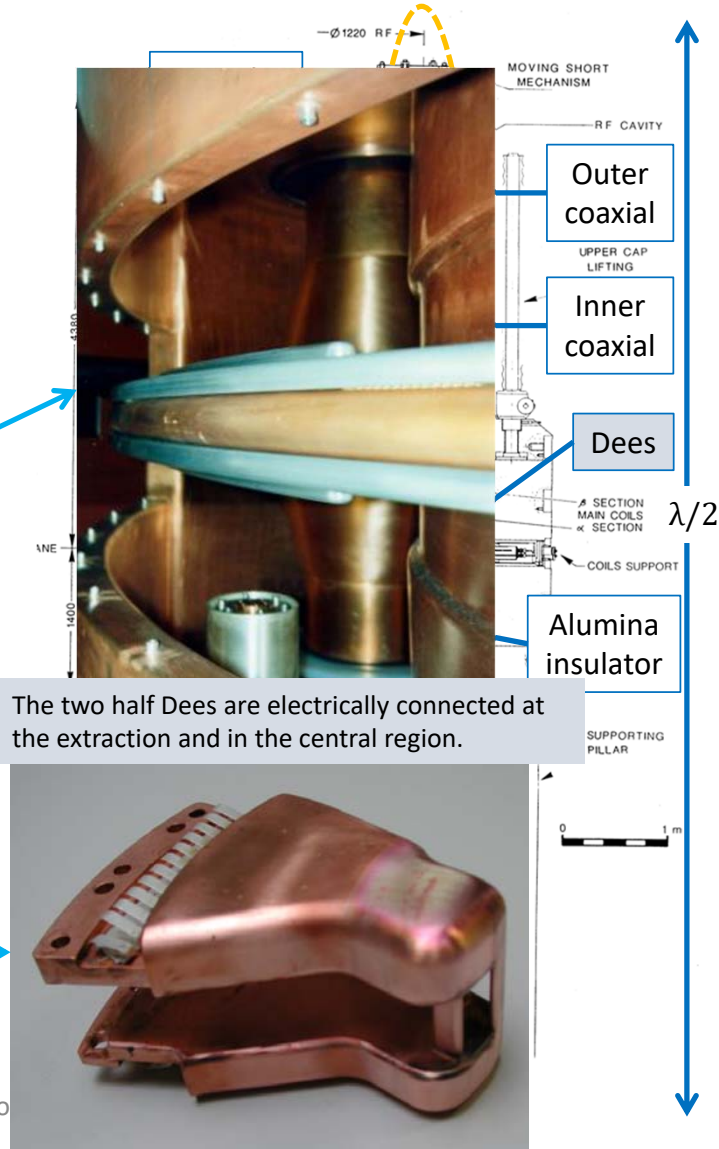 Ø 1220 RF
MOVING SHORT
MECHANISM
RF CAVITY
Outer
coaxial
UPPER CAP
LIFTING
Inner
coaxial
4380
Dees
β SECTION
MAIN COILS
α SECTION
λ/2
ANE
COILS SUPPORT
1400
Alumina
insulator
The two half Dees are electrically connected at
the extraction and in the central region.
SUPPORTING
PILLAR
0 1 m